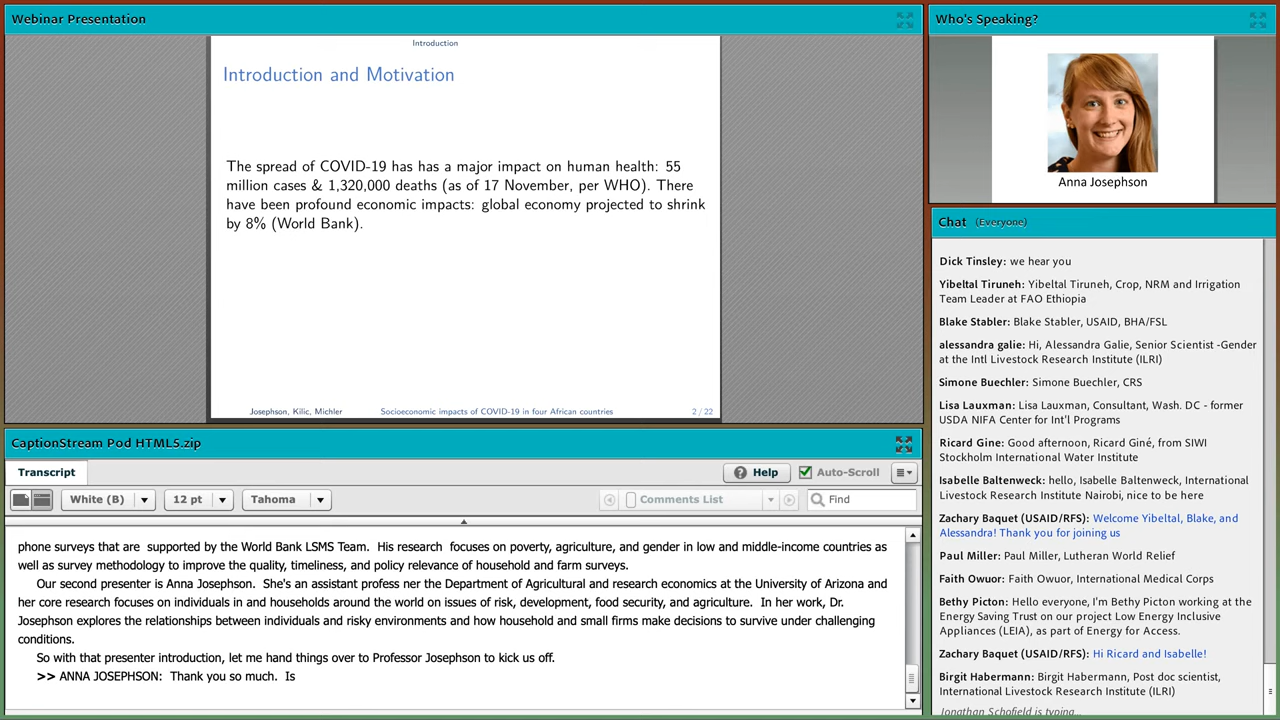 Webinar Presentation
Introduction
Introduction and Motivation
The spread of COVID-19 has has a major impact on human health: 55
million cases & 1,320,000 deaths (as of 17 November, per WHO). There
have been profound economic impacts: global economy projected to shrink
by 8% (World Bank).
Josephson, Kilic, Michler
Socioeconomic impacts of COVID-19 in four African countries
2 / 22
Who's Speaking?
Anna Josephson
CaptionStream Pod HTML5.zip
Transcript
Help
Auto-Scroll
White (B)
12 pt
Tahoma
Comments List
Find
phone surveys that are supported by the World Bank LSMS Team. His research focuses on poverty, agriculture, and gender in low and middle-income countries as
well as survey methodology to improve the quality, timeliness, and policy relevance of household and farm surveys.
Our second presenter is Anna Josephson. She's an assistant profess ner the Department of Agricultural and research economics at the University of Arizona and
her core research focuses on individuals in and households around the world on issues of risk, development, food security, and agriculture. In her work, Dr.
Josephson explores the relationships between individuals and risky environments and how household and small firms make decisions to survive under challenging
conditions.
So with that presenter introduction, let me hand things over to Professor Josephson to kick us off.
>> ANNA JOSEPHSON: Thank you so much. Is
Chat (Everyone)
Dick Tinsley: we hear you
Yibeltal Tiruneh: Yibeltal Tiruneh, Crop, NRM and Irrigation
Team Leader at FAO Ethiopia
Blake Stabler: Blake Stabler, USAID, BHA/FSL
alessandra galie: Hi, Alessandra Galie, Senior Scientist -Gender
at the Intl Livestock Research Institute (ILRI)
Simone Buechler: Simone Buechler, CRS
Lisa Lauxman: Lisa Lauxman, Consultant, Wash. DC - former
USDA NIFA Center for Int'l Programs
Ricard Gine: Good afternoon, Ricard Giné, from SIWI
Stockholm International Water Institute
Isabelle Baltenweck: hello, Isabelle Baltenweck, International
Livestock Research Institute Nairobi, nice to be here
Zachary Baquet (USAID/RFS): Welcome Yibeltal, Blake, and
Alessandra! Thank you for joining us
Paul Miller: Paul Miller, Lutheran World Relief
Faith Owuor: Faith Owuor, International Medical Corps
Bethy Picton: Hello everyone, I'm Bethy Picton working at the
Energy Saving Trust on our project Low Energy Inclusive
Appliances (LEIA), as part of Energy for Access.
Zachary Baquet (USAID/RFS): Hi Ricard and Isabelle!
Birgit Habermann: Birgit Habermann, Post doc scientist,
International Livestock Research Institute (ILRI)
Jonathan Schofield is typing...